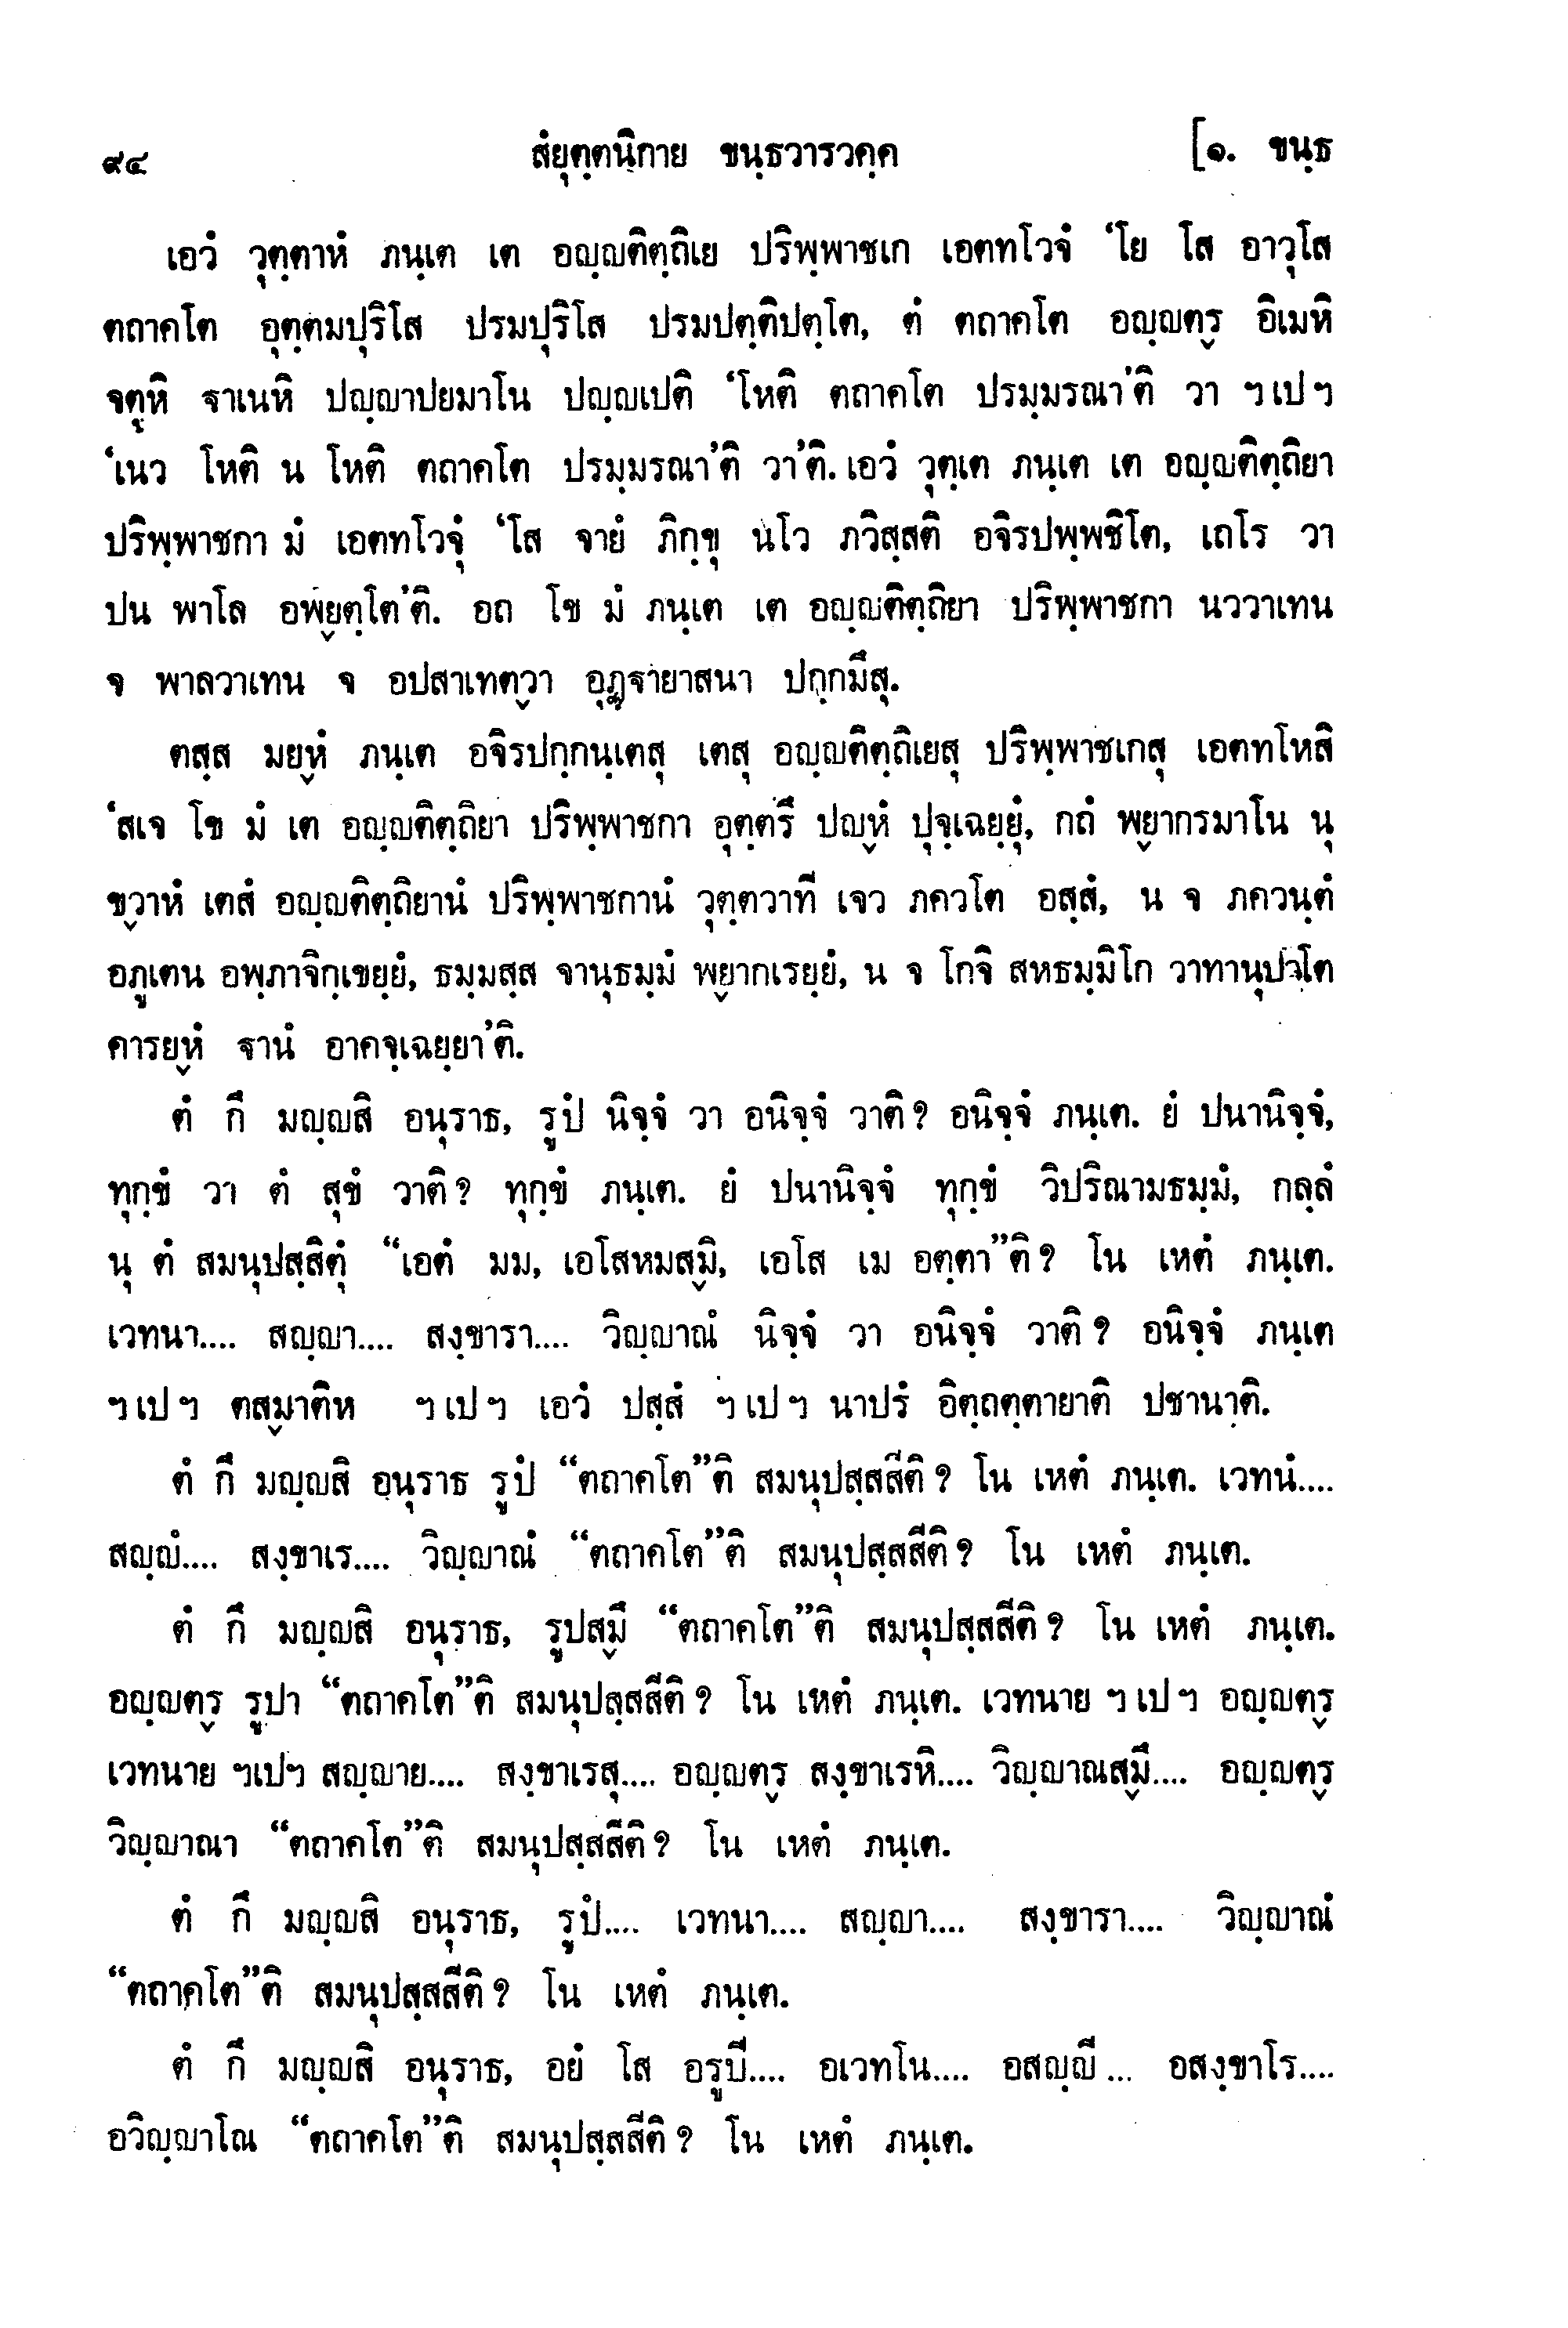 ๙๔ สํยุตฺตนิกาย ขนฺธวารวคฺค [๑. ขนฺธ
เอวํ วุตฺตาหํ ภนฺเต เต อญฺญติตฺถิเย ปริพฺพาชเก เอตทโวจํ ‘โย โส อาวุโส
ตถาคโต อุตฺตมปุริโส ปรมปุริโส ปรมปตฺติปตฺโต, ตํ ตถาคโต อญฺญตฺร อิเมหิ
จตูหิ ฐาเนหิ ปญฺญาปยมาโน ปญฺญเปติ ‘โหติ ตถาคโต ปรมฺมรณา’ติ วา ฯเปฯ
‘เนว โหติ น โหติ ตถาคโต ปรมฺมรณา’ติ วา’ติ. เอวํ วุตฺเต ภนฺเต เต อญฺญติตฺถิยา
ปริพฺพาชกา มํ เอตทโวจุํ ‘โส จายํ ภิกฺขุ นโว ภวิสฺสติ อจิรปพฺพชิโต, เถโร วา
ปน พาโล อพฺยตฺโต’ติ. อถ โข มํ ภนฺเต เต อญฺญติตฺถิยา ปริพฺพาชกา นววาเทน
จ พาลวาเทน จ อปสาเทตฺวา อุฏฺฐายาสนา ปกฺกมึสุ.
ตสฺส มยฺหํ ภนฺเต อจิรปกฺกนฺเตสุ เตสุ อญฺญติตฺถิเยสุ ปริพฺพาชเกสุ เอตทโหสิ
‘สเจ โข มํ เต อญฺญติตฺถิยา ปริพฺพาชกา อุตฺตรึ ปญฺหํ ปุจฺเฉยฺยุํ, กถํ พฺยากรมาโน นุ
ขฺวาหํ เตสํ อญฺญติตฺถิยานํ ปริพฺพาชกานํ วุตฺตวาที เจว ภควโต อสฺสํ, น จ ภควนฺตํ
อภูเตน อพฺภาจิกฺเขยฺยํ, ธมฺมสฺส จานุธมฺมํ พฺยากเรยฺยํ, น จ โกจิ สหธมฺมิโก วาทานุปาโต
คารยฺหํ ฐานํ อาคจฺเฉยฺยา’ติ.
ตํ กึ มญฺญสิ อนุราธ, รูปํ นิจฺจํ วา อนิจฺจํ วาติ? อนิจฺจํ ภนฺเต. ยํ ปนานิจฺจํ,
ทุกฺขํ วา ตํ สุขํ วาติ? ทุกฺขํ ภนฺเต. ยํ ปนานิจฺจํ ทุกฺขํ วิปริณามธมฺมํ, กลฺลํ
นุ ตํ สมนุปสฺสิตุํ “เอตํ มม, เอโสหมสฺมิ, เอโส เม อตฺตา”ติ? โน เหตํ ภนฺเต.
เวทนา.... สญฺญา.... สงฺขารา.... วิญฺญาณํ นิจฺจํ วา อนิจฺจํ วาติ? อนิจฺจํ ภนฺเต
ฯเปฯ ตสฺมาติห ฯเปฯ เอวํ ปสฺสํ ฯเปฯ นาปรํ อิตฺถตฺตายาติ ปชานาติ.
ตํ กึ มญฺญสิ อนุราธ รูปํ “ตถาคโต”ติ สมนุปสฺสสีติ? โน เหตํ ภนฺเต. เวทนํ....
สญฺญํ.... สงฺขาเร.... วิญฺญาณํ “ตถาคโต”ติ สมนุปสฺสสีติ? โน เหตํ ภนฺเต.
ตํ กึ มญฺญสิ อนุราธ, รูปสฺมึ “ตถาคโต”ติ สมนุปสฺสสีติ? โน เหตํ ภนฺเต.
อญฺญตฺร รูปา “ตถาคโต”ติ สมนุปสฺสสีติ? โน เหตํ ภนฺเต. เวทนาย ฯเปฯ อญฺญตฺร
เวทนาย ฯเปฯ สญฺญาย.... สงฺขาเรสุ.... อญฺญตฺร สงฺขาเรหิ.... วิญฺญาณสฺมึ.... อญฺญตฺร
วิญฺญาณา “ตถาคโต”ติ สมนุปสฺสสีติ? โน เหตํ ภนฺเต.
ตํ กึ มญฺญสิ อนุราธ, รูปํ.... เวทนา.... สญฺญา.... สงฺขารา.... วิญฺญาณํ
“ตถาคโต”ติ สมนุปสฺสสีติ? โน เหตํ ภนฺเต.
ตํ กึ มญฺญสิ อนุราธ, อยํ โส อรูปี.... อเวทโน.... อสญฺญี... อสงฺขาโร....
อวิญฺญาโณ “ตถาคโต”ติ สมนุปสฺสสีติ? โน เหตํ ภนฺเต.